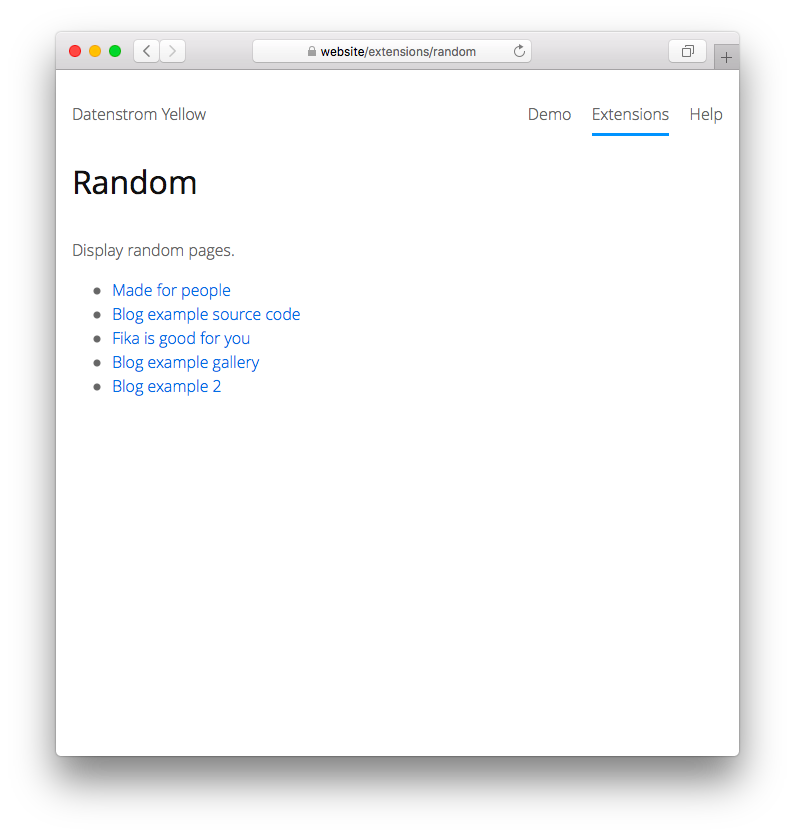 website/extensions/random
Datenstrom Yellow Demo Extensions Help
Random
Display random pages.
Made for people
Blog example source code
Fika is good for you
Blog example gallery
Blog example 2